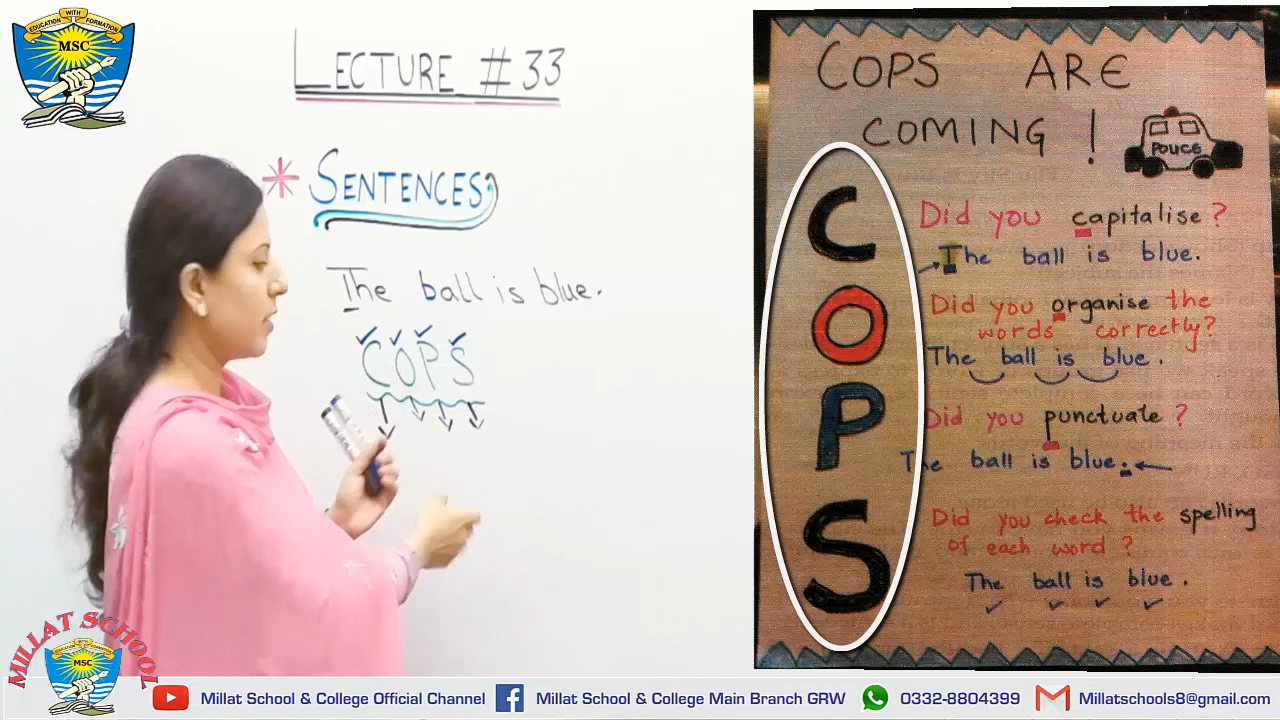 EDUCATION WITH FORMATION
MSC
LECTURE #33
* SENTENCES
The ball is blue.
COPS
COPS ARE
COMING!
POLICE
C
Did you capitalise?
The ball is blue.
O
Did you organise the
words correctly?
The ball is blue.
P
Did you punctuate?
The ball is blue.
S
Did you check the spelling
of each word?
The ball is blue.
MILLAT SCHOOLZ
MSC
Millat School & College Official Channel
Millat School & College Main Branch GRW
0332-8804399
Millatschools8@gmail.com